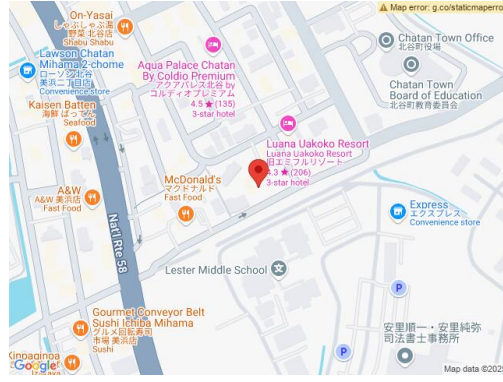 Map error: g.co/staticmaperro
On-Yasai
しゃぶしゃぶ温
野菜 北谷店
Shabu Shabu
Lawson Chatan
Mihama 2-chome
ローソン北谷
美浜二丁目店
Convenience store
Aqua Palace Chatan
By Coldio Premium
アクアパレス北谷 by
コルディオプレミアム
4.5 ★ (135)
3-star hotel
Chatan Town Office
北谷町役場
Chatan Town
Board of Education
北谷町教育委員会
Kaisen Batten
海鮮 ばってん
Seafood
Luana Uakoko Resort
Luana Uakoko Resort
旧エミフルリゾート
4.3 ★ (206)
3-star hotel
McDonald's
マクドナルド
Fast Food
A&W
A&W 美浜店
Fast Food
Nat'l Rte 58
Express
エクスプレス
Convenience store
Lester Middle School
P
Gourmet Conveyor Belt
Sushi Ichiba Mihama
グルメ回転寿司
市場 美浜店
Sushi
安里順一・安里純弥
司法書士事務所
P
Kinpaginoa
Izakaya
Google
Map data ©202